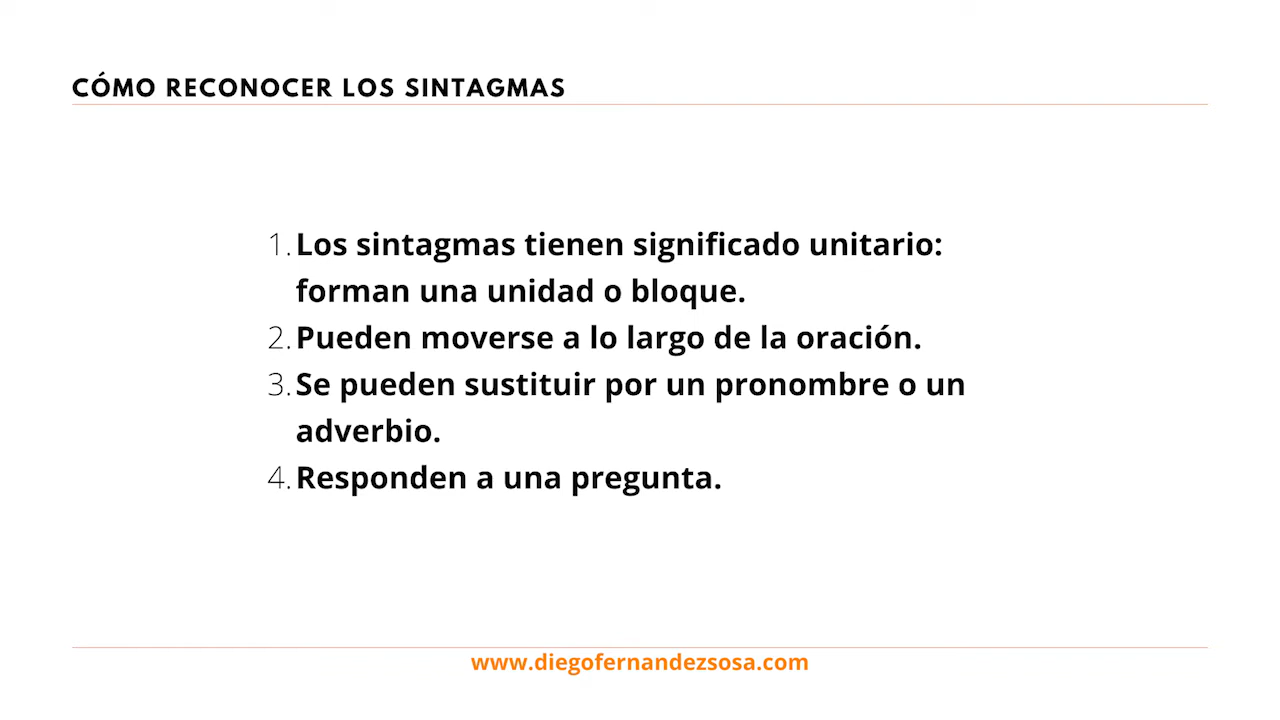 CÓMO RECONOCER LOS SINTAGMAS
1. Los sintagmas tienen significado unitario:
forman una unidad o bloque.
2. Pueden moverse a lo largo de la oración.
3. Se pueden sustituir por un pronombre o un
adverbio.
4. Responden a una pregunta.
www.diegofernandezsosa.com